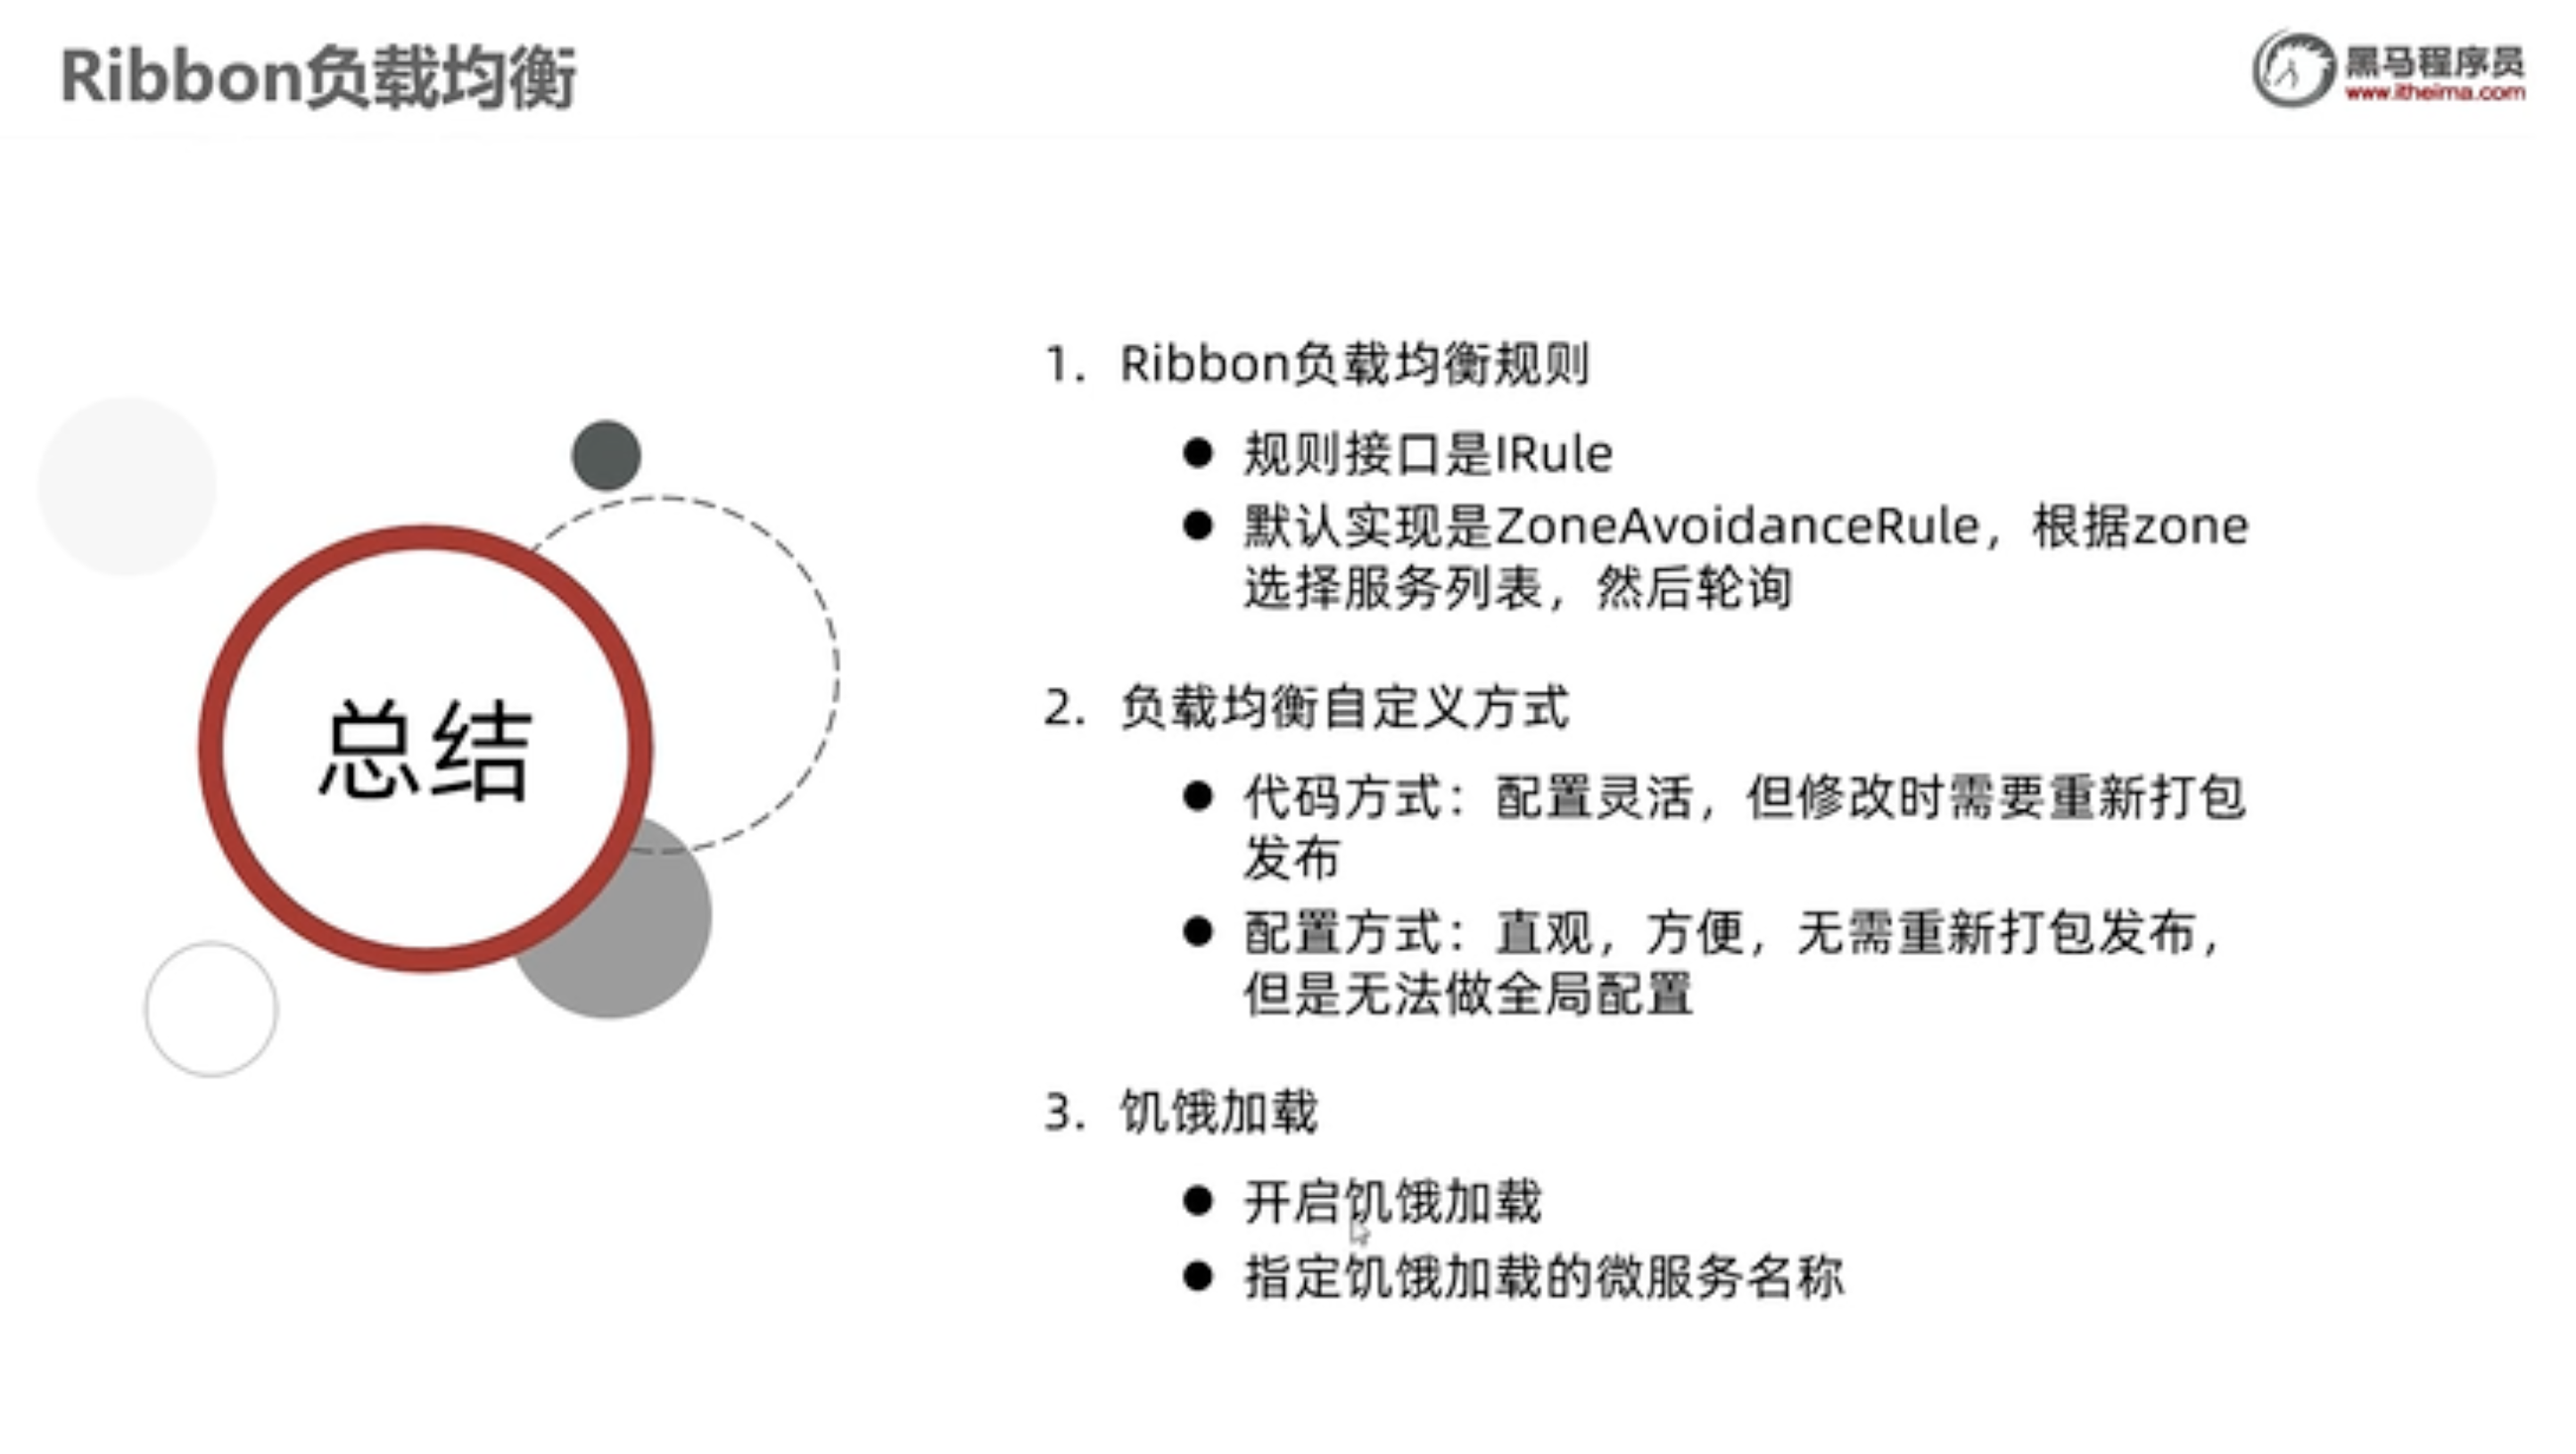 Ribbon负载均衡
黑马程序员
www.itheima.com
总结
1. Ribbon负载均衡规则
● 规则接口是IRule
● 默认实现是ZoneAvoidanceRule，根据zone
选择服务列表，然后轮询
2. 负载均衡自定义方式
● 代码方式：配置灵活，但修改时需要重新打包
发布
● 配置方式：直观，方便，无需重新打包发布，
但是无法做全局配置
3. 饥饿加载
● 开启饥饿加载
● 指定饥饿加载的微服务名称